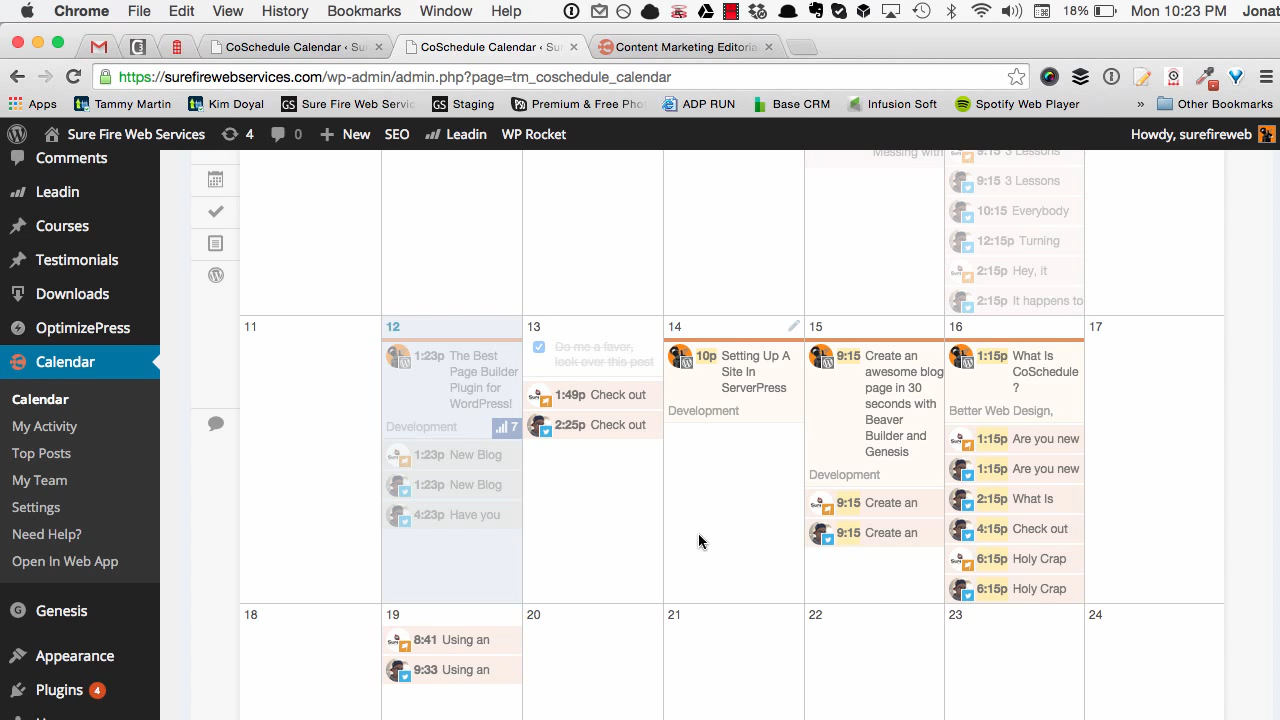 Chrome File Edit View History Bookmarks Window Help 18% Mon 10:23 PM Jonat
CoSchedule Calendar ‹ Su CoSchedule Calendar ‹ Su Content Marketing Editoria
https://surefirewebservices.com/wp-admin/admin.php?page=tm_coschedule_calendar
Apps Tammy Martin Kim Doyal Sure Fire Web Servic Staging Premium & Free Pho ADP RUN Base CRM Infusion Soft Spotify Web Player » Other Bookmarks
Sure Fire Web Services 4 0 New SEO Leadin WP Rocket Howdy, surefireweb
Comments
Leadin
Courses
Testimonials
Downloads
OptimizePress
Calendar
Calendar
My Activity
Top Posts
My Team
Settings
Need Help?
Open In Web App
Genesis
Appearance
Plugins 4
Messing with
9:15 3 Lessons
9:15 3 Lessons
10:15 Everybody
12:15p Turning
2:15p Hey, it
2:15p It happens to
11
12
1:23p The Best
Page Builder
Plugin for
WordPress!
Development 7
1:23p New Blog
1:23p New Blog
4:23p Have you
13
Do me a favor,
look over this post
1:49p Check out
2:25p Check out
14
10p Setting Up A
Site In
ServerPress
Development
15
9:15 Create an
awesome blog
page in 30
seconds with
Beaver
Builder and
Genesis
Development
9:15 Create an
9:15 Create an
16
1:15p What Is
CoSchedule
?
Better Web Design,
1:15p Are you new
1:15p Are you new
2:15p What Is
4:15p Check out
6:15p Holy Crap
6:15p Holy Crap
17
18
19
8:41 Using an
9:33 Using an
20
21
22
23
24